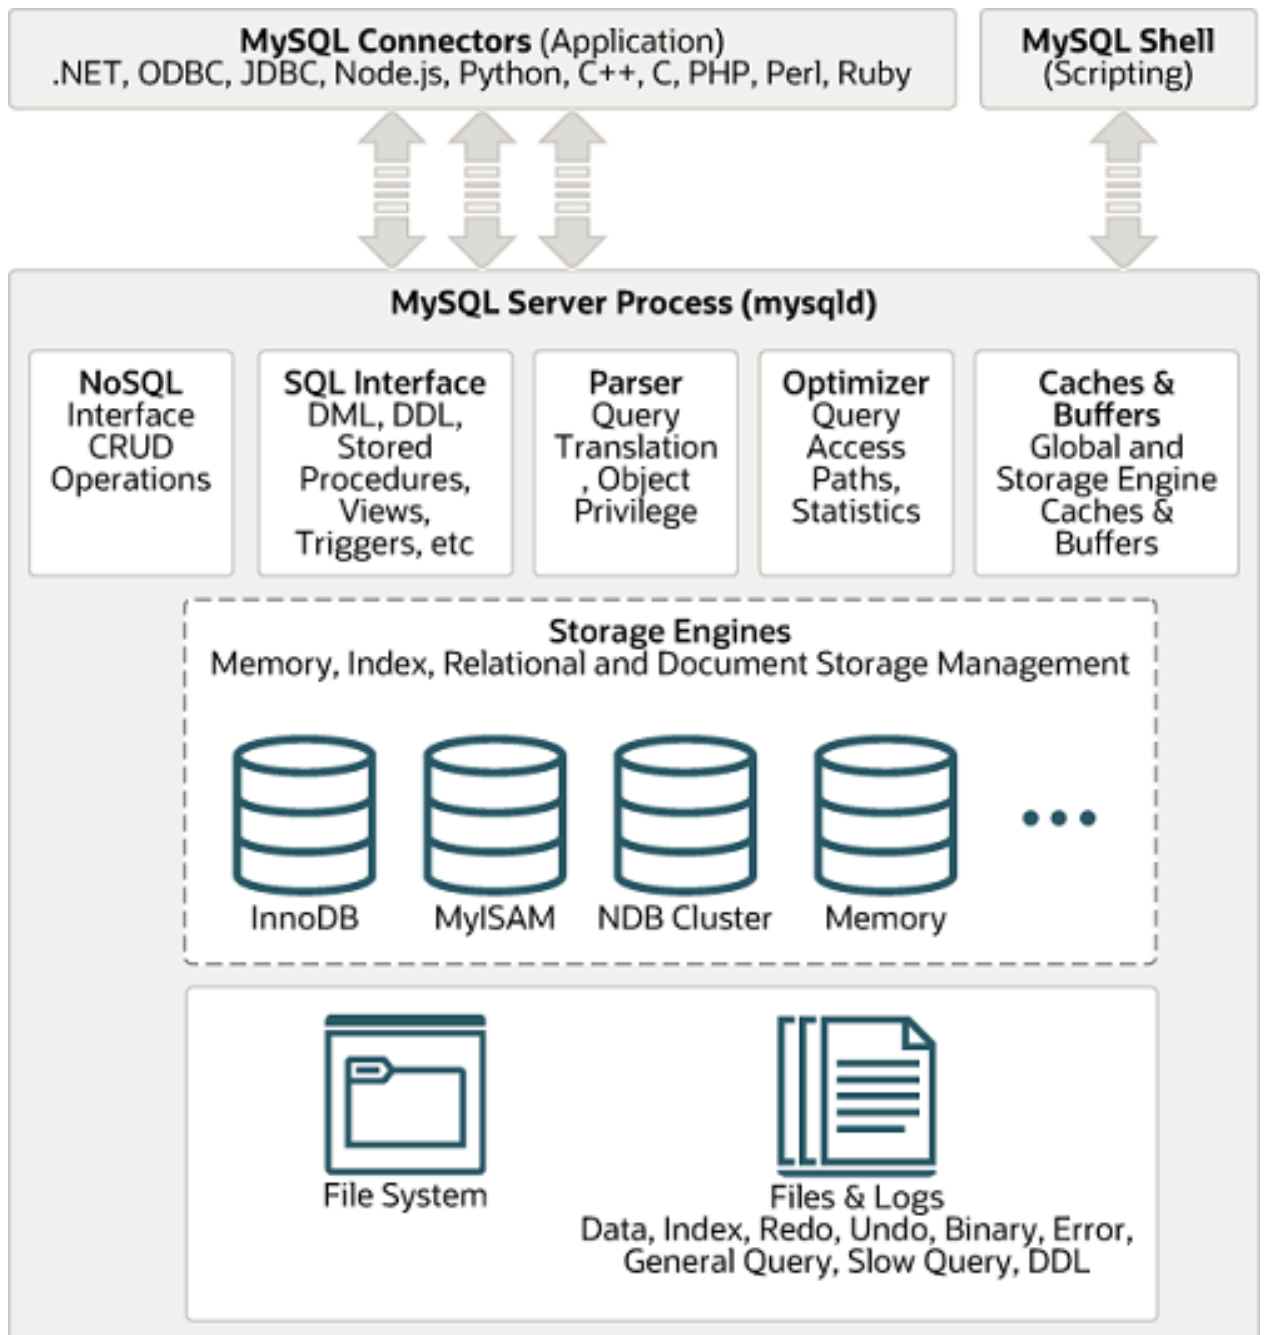 MySQL Connectors (Application)
.NET, ODBC, JDBC, Node.js, Python, C++, C, PHP, Perl, Ruby
MySQL Shell
(Scripting)
MySQL Server Process (mysqld)
NoSQL
Interface
CRUD
Operations
SQL Interface
DML, DDL,
Stored
Procedures,
Views,
Triggers, etc
Parser
Query
Translation
, Object
Privilege
Optimizer
Query
Access
Paths,
Statistics
Caches &
Buffers
Global and
Storage Engine
Caches &
Buffers
Storage Engines
Memory, Index, Relational and Document Storage Management
InnoDB
MyISAM
NDB Cluster
Memory
File System
Files & Logs
Data, Index, Redo, Undo, Binary, Error,
General Query, Slow Query, DDL